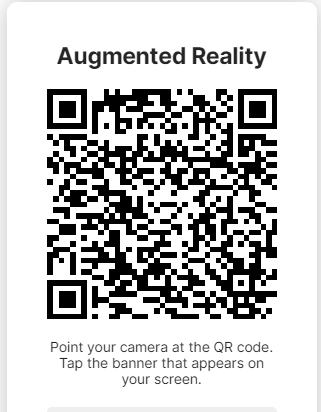 Augmented Reality
Point your camera at the QR code.
Tap the banner that appears on
your screen.